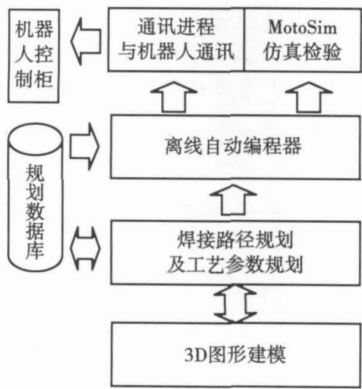 机器
人控
制柜
通讯进程
与机器人通讯
MotoSim
仿真检验
离线自动编程器
规划数据库
焊接路径规划
及工艺参数规划
3D图形建模